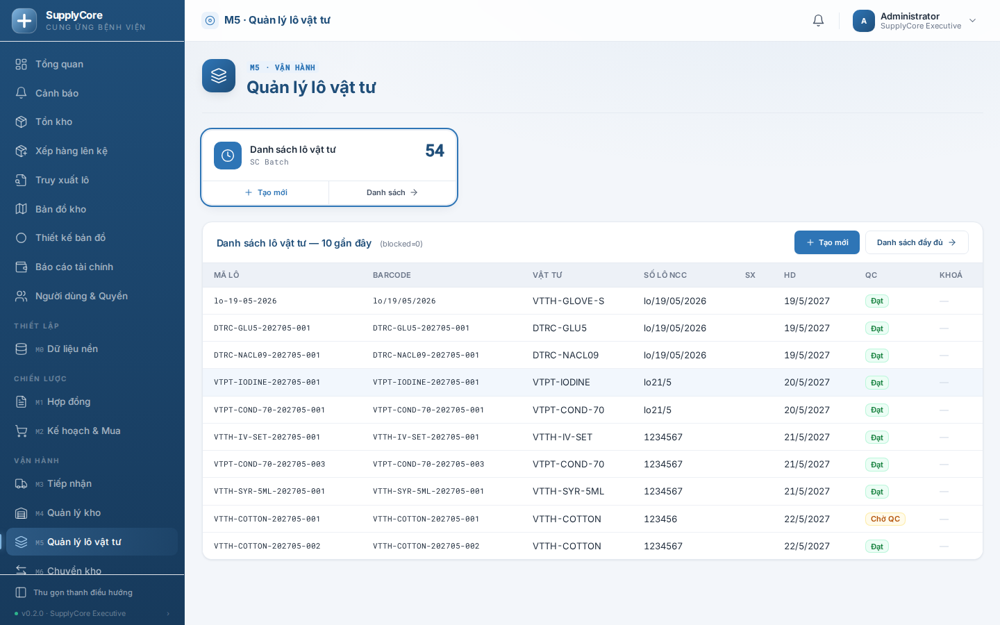 SupplyCore
CUNG ỨNG BỆNH VIỆN
Tổng quan
Cảnh báo
Tồn kho
Xếp hàng lên kệ
Truy xuất lô
Bản đồ kho
Thiết kế bản đồ
Báo cáo tài chính
Người dùng & Quyền
THIẾT LẬP
M0 Dữ liệu nền
CHIẾN LƯỢC
M1 Hợp đồng
M2 Kế hoạch & Mua
VẬN HÀNH
M3 Tiếp nhận
M4 Quản lý kho
M5 Quản lý lô vật tư
M6 Chuyển kho
Thu gọn thanh điều hướng
v0.2.0 · SupplyCore Executive ›
M5 · Quản lý lô vật tư
A
Administrator
SupplyCore Executive
M5 · VẬN HÀNH
Quản lý lô vật tư
Danh sách lô vật tư 54
SC Batch
+ Tạo mới Danh sách →
Danh sách lô vật tư — 10 gần đây (blocked=0) + Tạo mới Danh sách đầy đủ →
MÃ LÔ BARCODE VẬT TƯ SỐ LÔ NCC SX HD QC KHOÁ
lo-19-05-2026 lo/19/05/2026 VTTH-GLOVE-S lo/19/05/2026 19/5/2027 Đạt —
DTRC-GLU5-202705-001 DTRC-GLU5-202705-001 DTRC-GLU5 lo/19/05/2026 19/5/2027 Đạt —
DTRC-NACL09-202705-001 DTRC-NACL09-202705-001 DTRC-NACL09 lo/19/05/2026 19/5/2027 Đạt —
VTPT-IODINE-202705-001 VTPT-IODINE-202705-001 VTPT-IODINE lo21/5 20/5/2027 Đạt —
VTPT-COND-70-202705-001 VTPT-COND-70-202705-001 VTPT-COND-70 lo21/5 20/5/2027 Đạt —
VTTH-IV-SET-202705-001 VTTH-IV-SET-202705-001 VTTH-IV-SET 1234567 21/5/2027 Đạt —
VTPT-COND-70-202705-003 VTPT-COND-70-202705-003 VTPT-COND-70 1234567 21/5/2027 Đạt —
VTTH-SYR-5ML-202705-001 VTTH-SYR-5ML-202705-001 VTTH-SYR-5ML 1234567 21/5/2027 Đạt —
VTTH-COTTON-202705-001 VTTH-COTTON-202705-001 VTTH-COTTON 123456 22/5/2027 Chờ QC —
VTTH-COTTON-202705-002 VTTH-COTTON-202705-002 VTTH-COTTON 1234567 22/5/2027 Đạt —